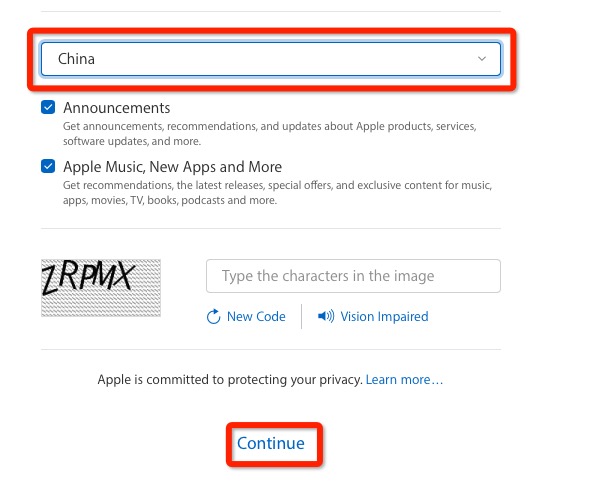 China
Announcements
Get announcements, recommendations, and updates about Apple products, services,
software updates, and more.
Apple Music, New Apps and More
Get recommendations, the latest releases, special offers, and exclusive content for music,
apps, movies, TV, books, podcasts and more.
ZRPMX
Type the characters in the image
New Code
Vision Impaired
Apple is committed to protecting your privacy. Learn more…
Continue